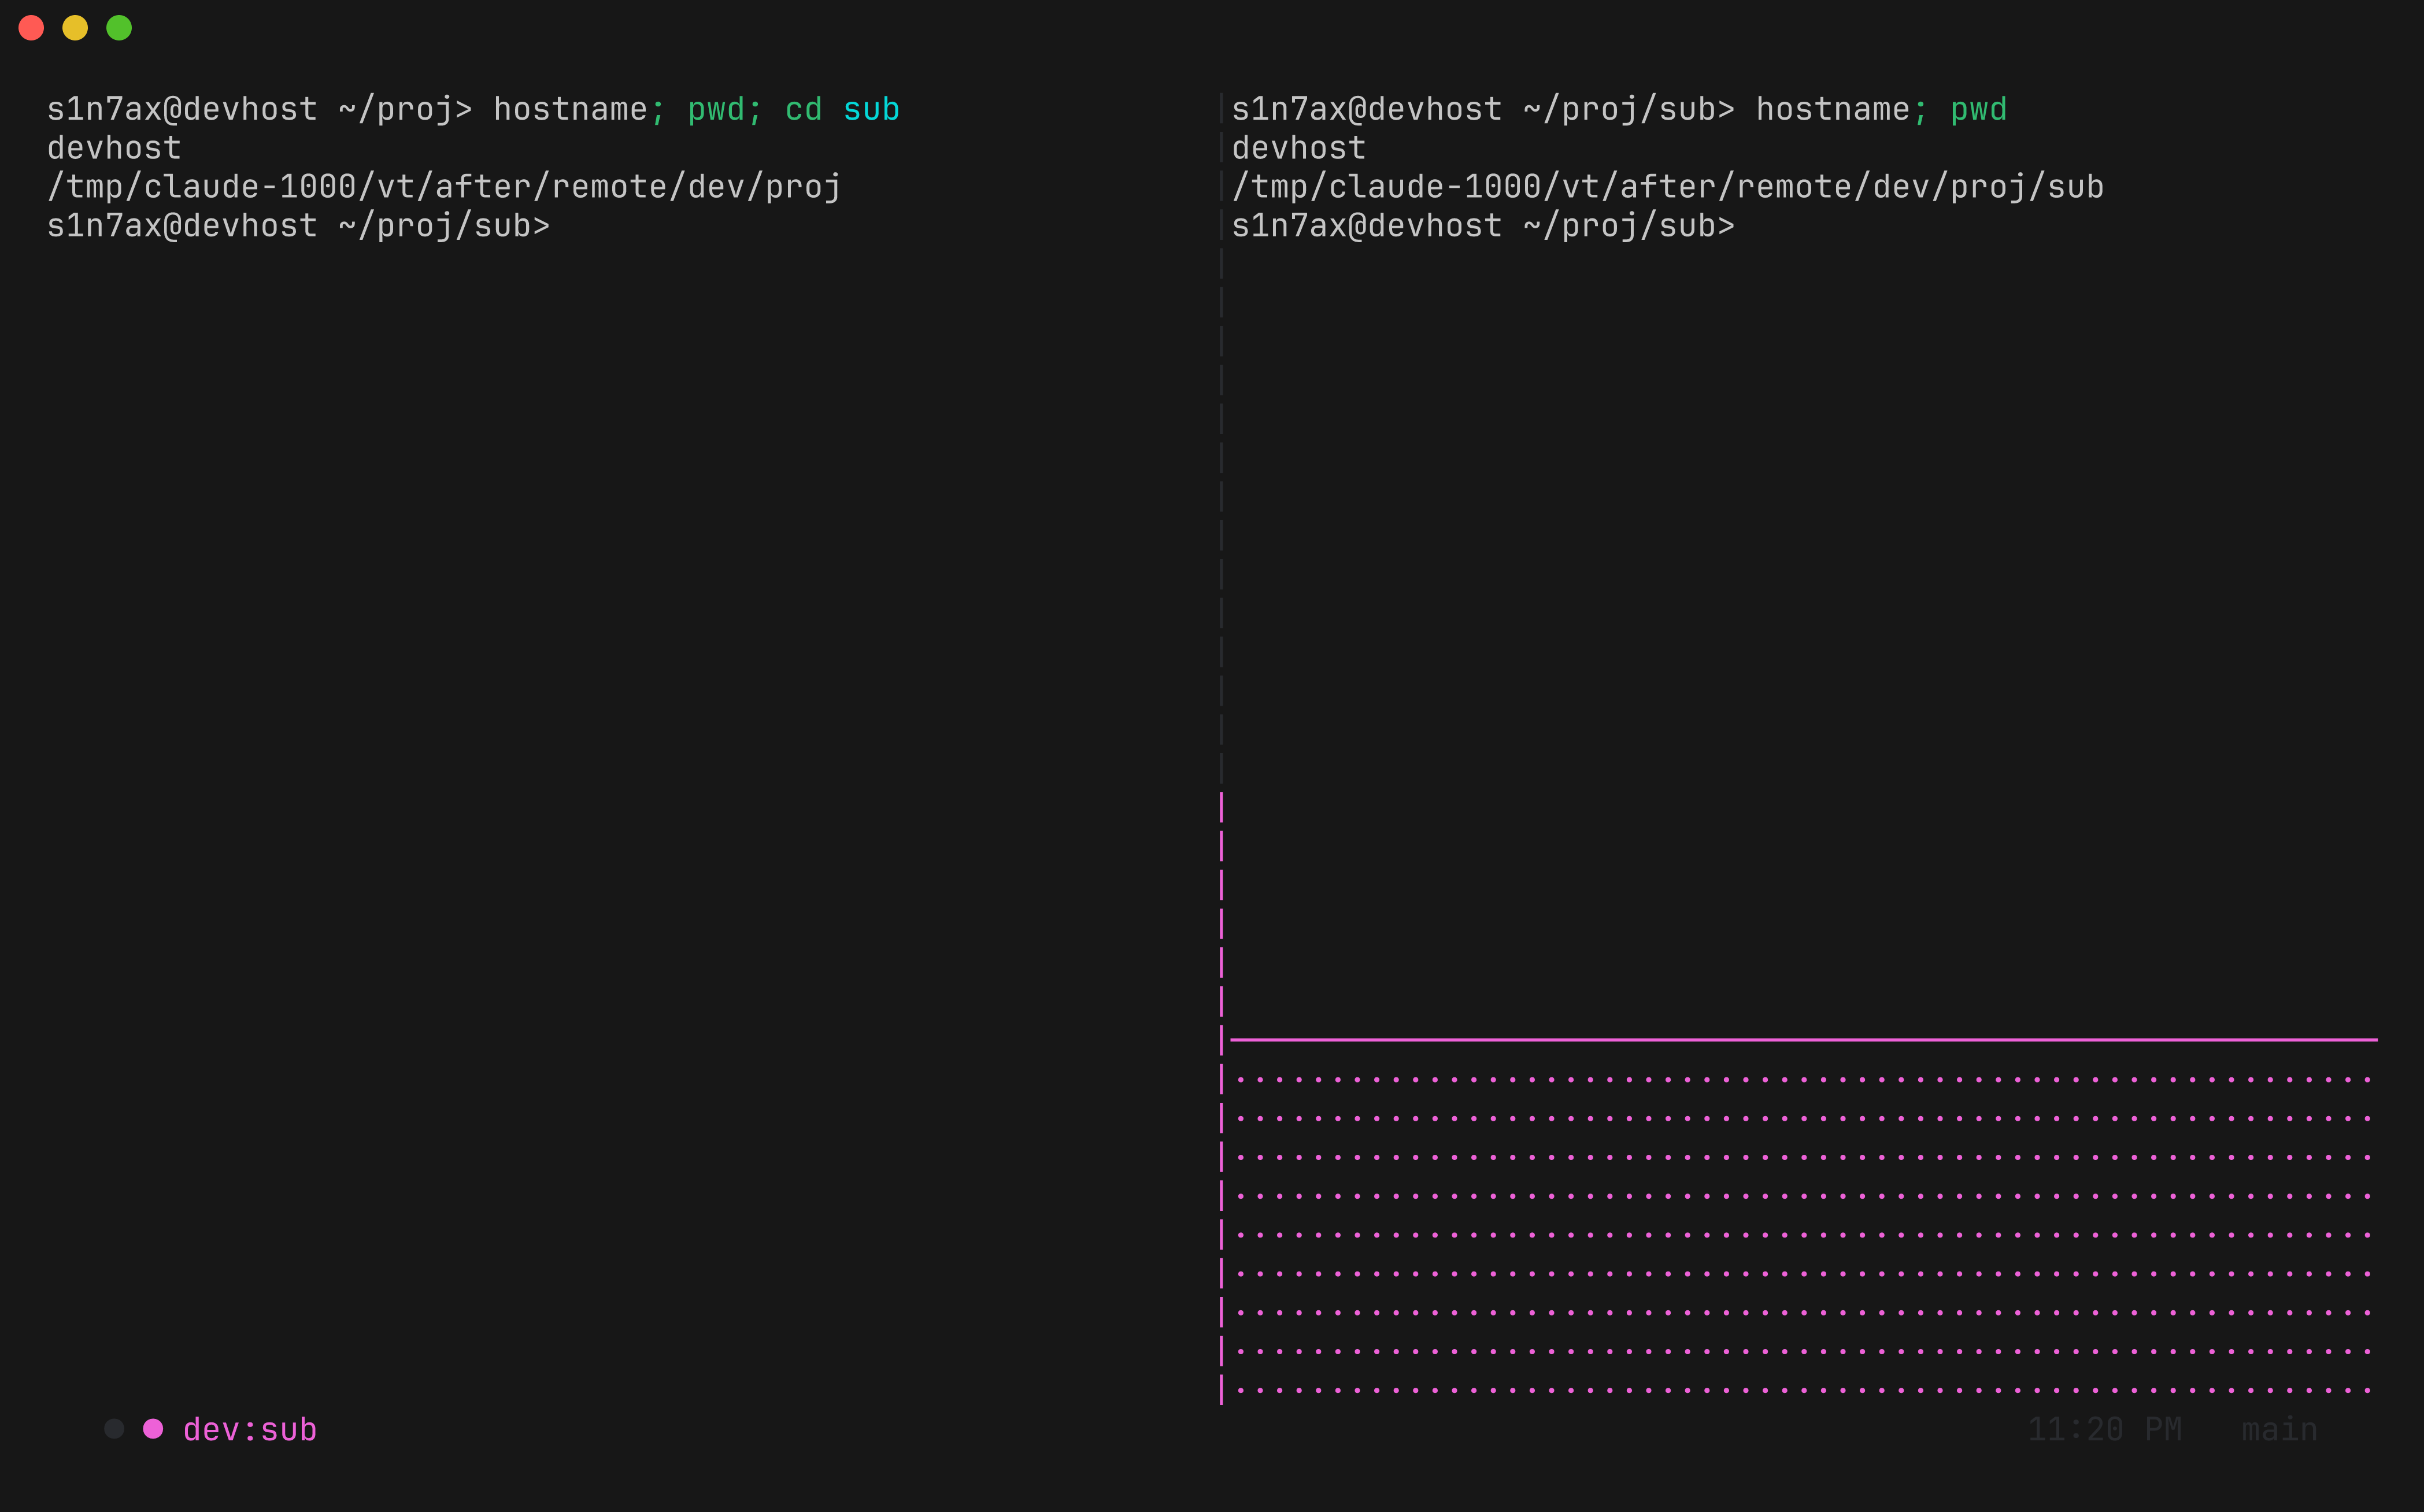 s1n7ax@devhost ~/proj> hostname; pwd; cd sub
devhost
/tmp/claude-1000/vt/after/remote/dev/proj
s1n7ax@devhost ~/proj/sub>
s1n7ax@devhost ~/proj/sub> hostname; pwd
devhost
/tmp/claude-1000/vt/after/remote/dev/proj/sub
s1n7ax@devhost ~/proj/sub>
dev:sub
11:20 PM main